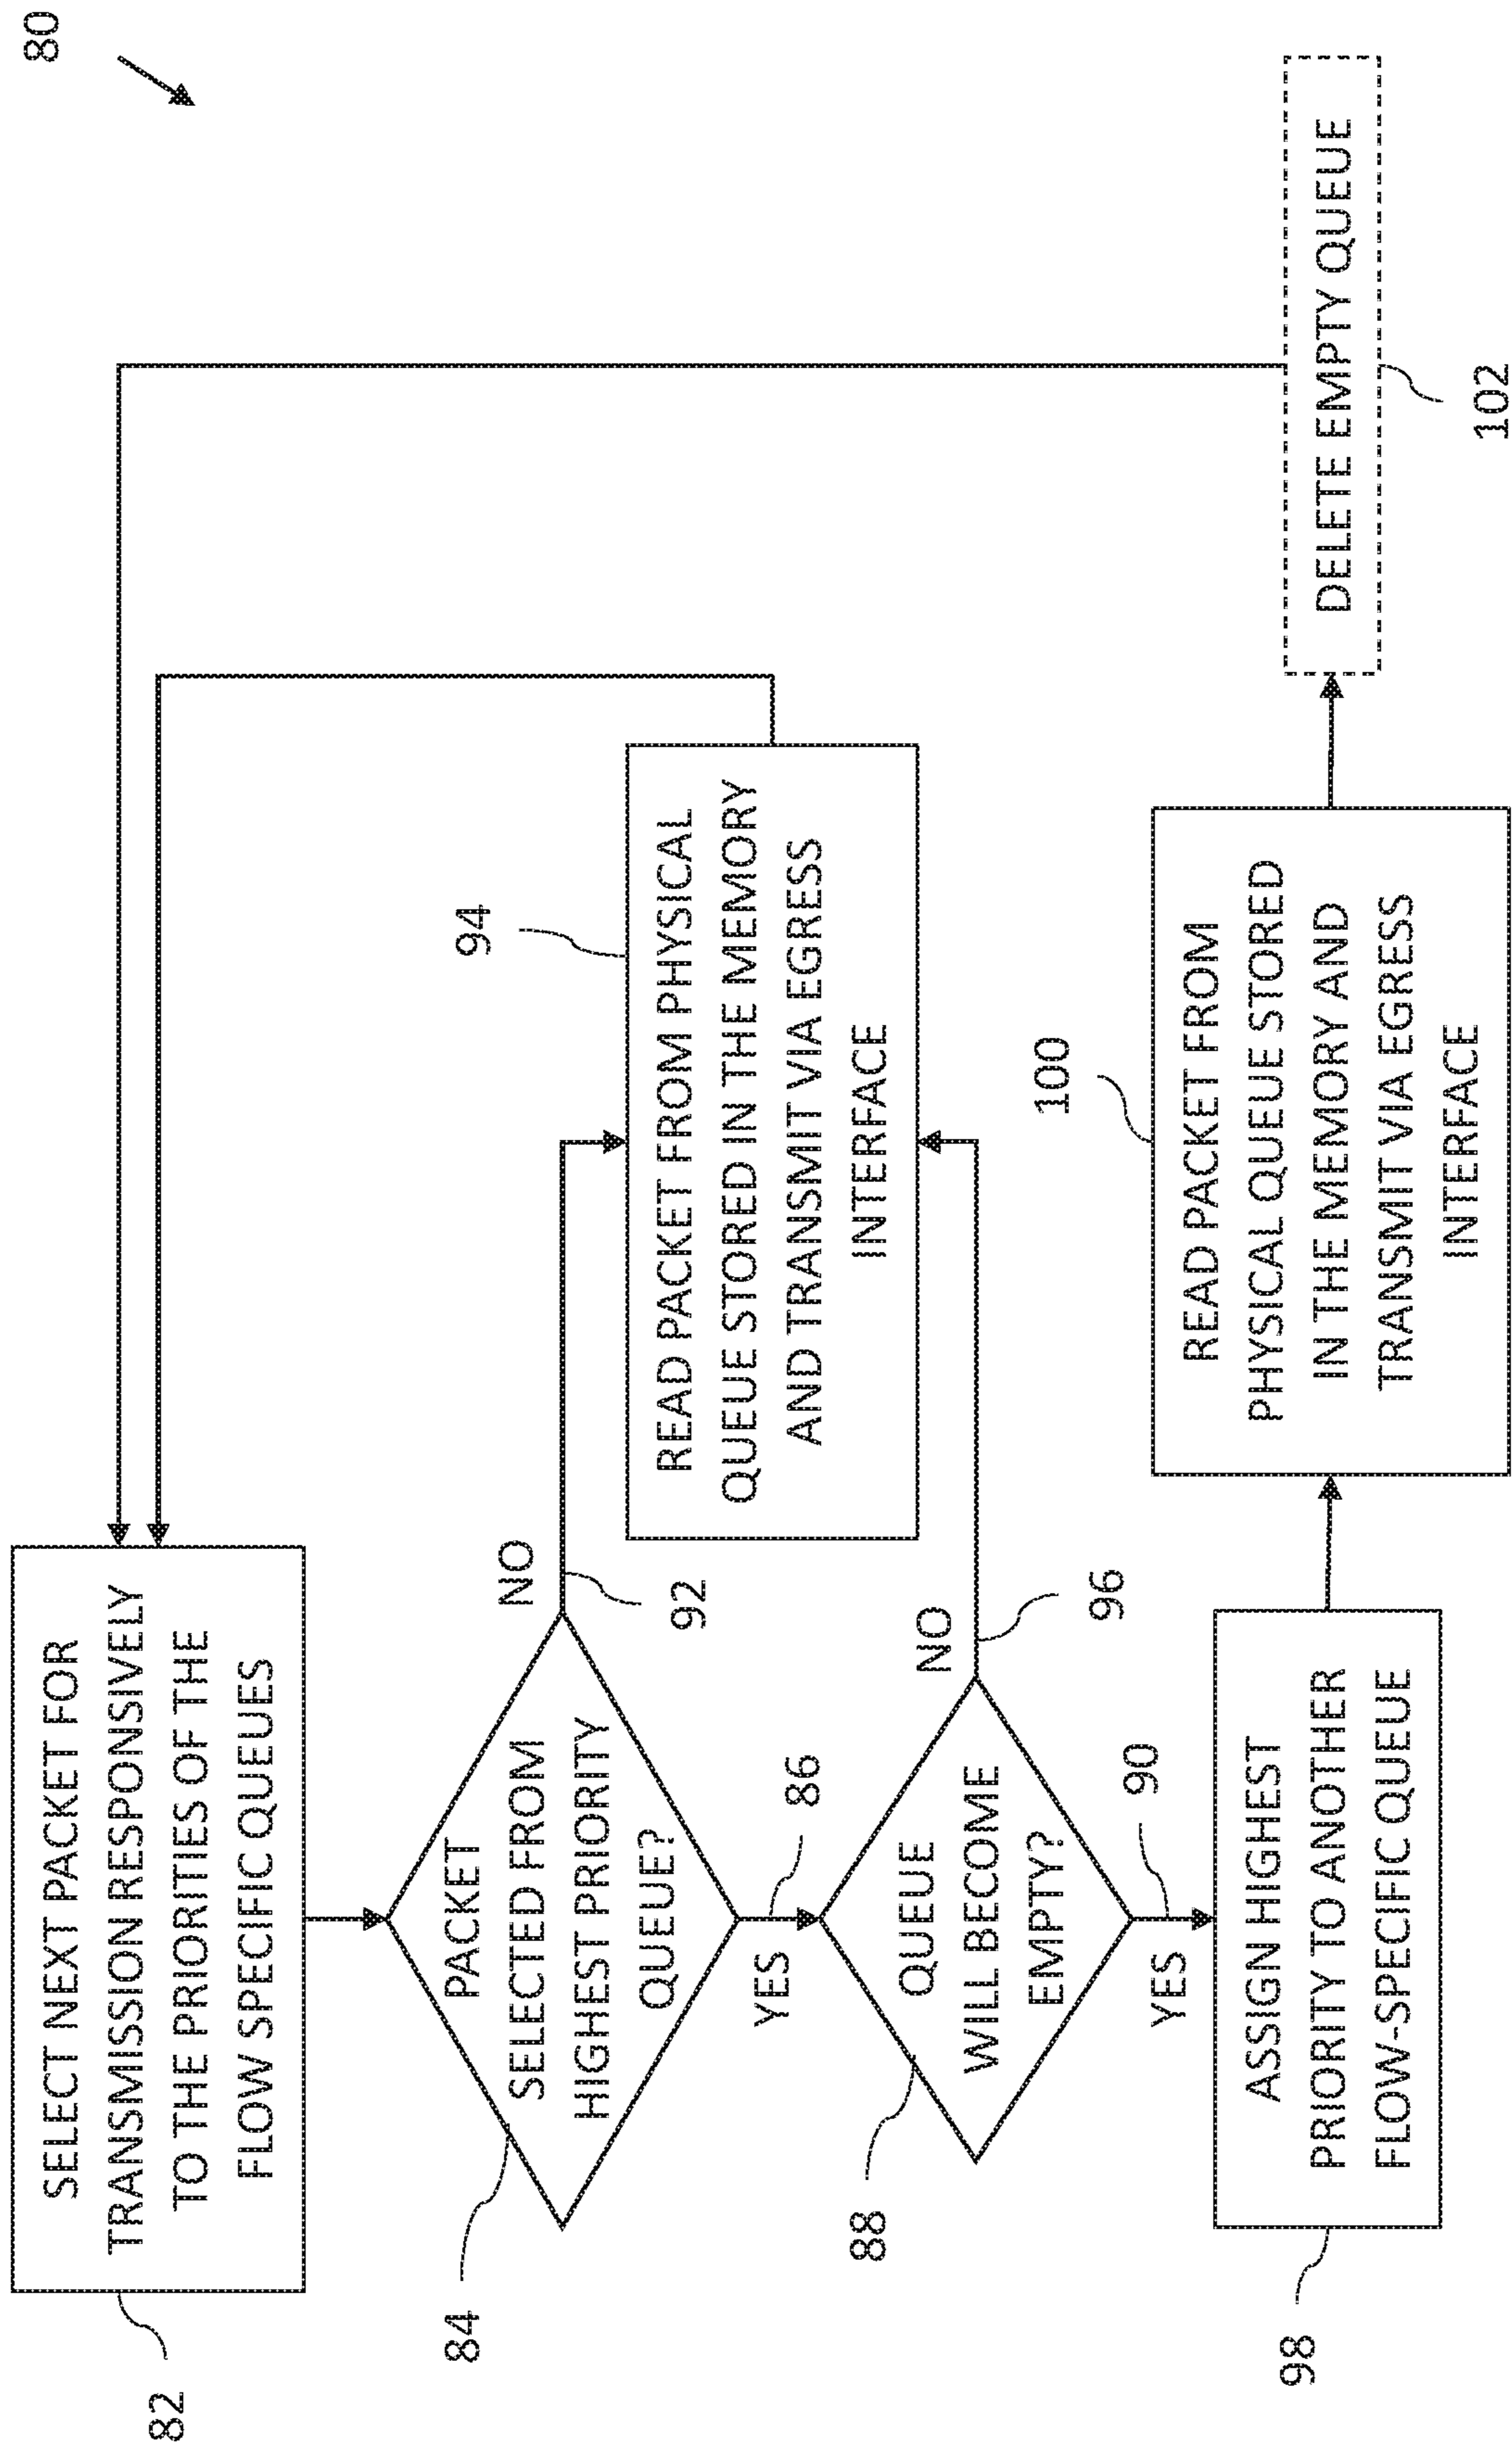 80
SELECT NEXT PACKET FOR
TRANSMISSION RESPONSIVELY
TO THE PRIORITIES OF THE
FLOW SPECIFIC QUEUES
82
PACKET
SELECTED FROM
HIGHEST PRIORITY
QUEUE?
84
NO
92
READ PACKET FROM PHYSICAL
QUEUE STORED IN THE MEMORY
AND TRANSMIT VIA EGRESS
INTERFACE
94
YES
86
QUEUE
WILL BECOME
EMPTY?
88
NO
96
YES
90
ASSIGN HIGHEST
PRIORITY TO ANOTHER
FLOW-SPECIFIC QUEUE
98
READ PACKET FROM
PHYSICAL QUEUE STORED
IN THE MEMORY AND
TRANSMIT VIA EGRESS
INTERFACE
100
DELETE EMPTY QUEUE
102